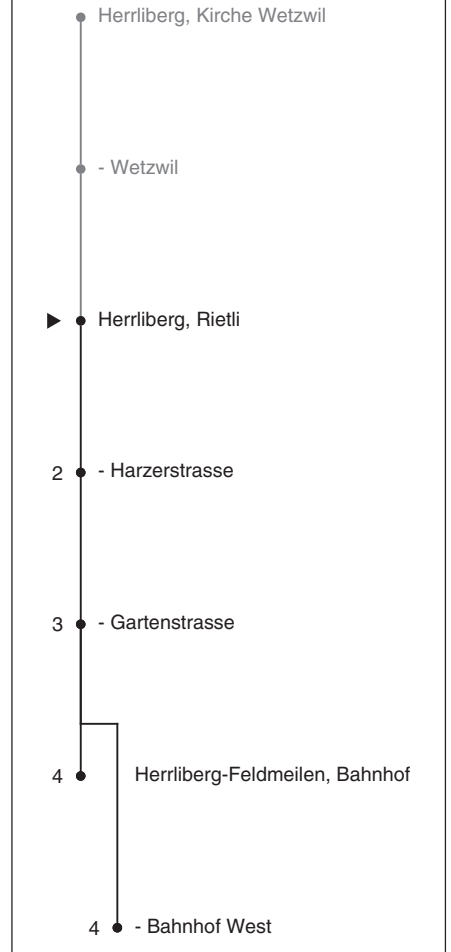 Herrliberg, Kirche Wetzwil
- Wetzwil
Herrliberg, Rietli
2 - Harzerstrasse
3 - Gartenstrasse
4 Herrliberg-Feldmeilen, Bahnhof
4 - Bahnhof West